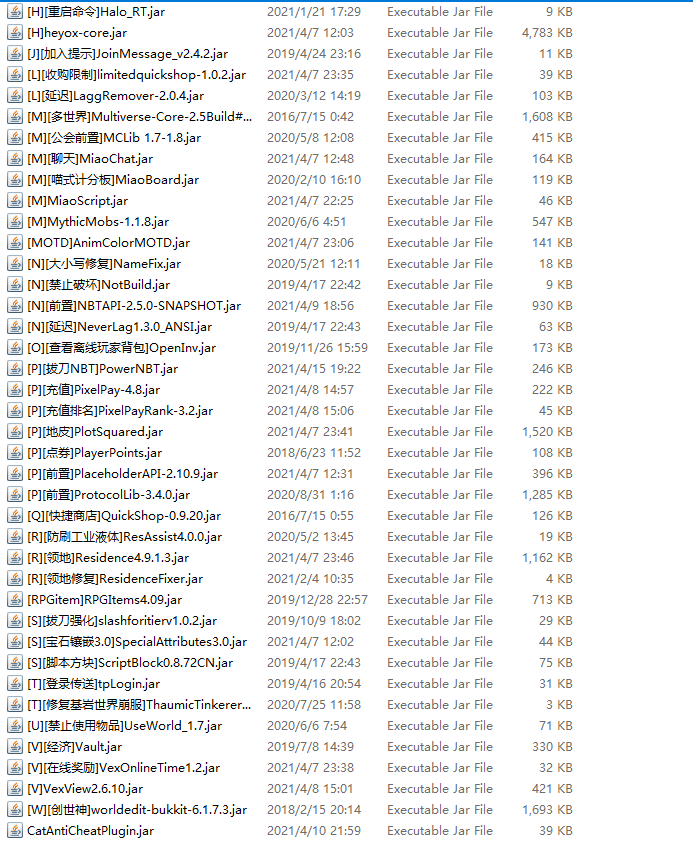 [H][重启命令]Halo_RT.jar 2021/1/21 17:29 Executable Jar File 9 KB
[H]heyox-core.jar 2021/4/7 12:03 Executable Jar File 4,783 KB
[J][加入提示]JoinMessage_v2.4.2.jar 2019/4/24 23:16 Executable Jar File 11 KB
[L][收购限制]limitedquickshop-1.0.2.jar 2021/4/7 23:35 Executable Jar File 39 KB
[L][延迟]LaggRemover-2.0.4.jar 2020/3/12 14:19 Executable Jar File 103 KB
[M][多世界]Multiverse-Core-2.5Build#... 2016/7/15 0:42 Executable Jar File 1,608 KB
[M][公会前置]MCLib 1.7-1.8.jar 2020/5/8 12:08 Executable Jar File 415 KB
[M][聊天]MiaoChat.jar 2021/4/7 12:48 Executable Jar File 164 KB
[M][喵式计分板]MiaoBoard.jar 2020/2/10 16:10 Executable Jar File 119 KB
[M]MiaoScript.jar 2021/4/7 22:25 Executable Jar File 46 KB
[M]MythicMobs-1.1.8.jar 2020/6/6 4:51 Executable Jar File 547 KB
[MOTD]AnimColorMOTD.jar 2021/4/7 23:06 Executable Jar File 141 KB
[N][大小写修复]NameFix.jar 2020/5/21 12:11 Executable Jar File 18 KB
[N][禁止破坏]NotBuild.jar 2019/4/17 22:42 Executable Jar File 9 KB
[N][前置]NBTAPI-2.5.0-SNAPSHOT.jar 2021/4/9 18:56 Executable Jar File 930 KB
[N][延迟]NeverLag1.3.0_ANSI.jar 2019/4/17 22:43 Executable Jar File 63 KB
[O][查看离线玩家背包]OpenInv.jar 2019/11/26 15:59 Executable Jar File 173 KB
[P][拔刀NBT]PowerNBT.jar 2021/4/15 19:22 Executable Jar File 246 KB
[P][充值]PixelPay-4.8.jar 2021/4/8 14:57 Executable Jar File 222 KB
[P][充值排名]PixelPayRank-3.2.jar 2021/4/8 15:06 Executable Jar File 45 KB
[P][地皮]PlotSquared.jar 2021/4/7 23:41 Executable Jar File 1,520 KB
[P][点券]PlayerPoints.jar 2018/6/23 11:52 Executable Jar File 108 KB
[P][前置]PlaceholderAPI-2.10.9.jar 2021/4/7 12:31 Executable Jar File 396 KB
[P][前置]ProtocolLib-3.4.0.jar 2020/8/31 1:16 Executable Jar File 1,285 KB
[Q][快捷商店]QuickShop-0.9.20.jar 2016/7/15 0:55 Executable Jar File 126 KB
[R][防刷工业液体]ResAssist4.0.0.jar 2020/5/2 13:45 Executable Jar File 19 KB
[R][领地]Residence4.9.1.3.jar 2021/4/7 23:46 Executable Jar File 1,162 KB
[R][领地修复]ResidenceFixer.jar 2021/2/4 10:35 Executable Jar File 4 KB
[RPGitem]RPGItems4.09.jar 2019/12/28 22:57 Executable Jar File 713 KB
[S][拔刀强化]slashforitierv1.0.2.jar 2019/10/9 18:02 Executable Jar File 29 KB
[S][宝石镶嵌3.0]SpecialAttributes3.0.jar 2021/4/7 12:02 Executable Jar File 44 KB
[S][脚本方块]ScriptBlock0.8.72CN.jar 2019/4/17 22:43 Executable Jar File 75 KB
[T][登录传送]tpLogin.jar 2019/4/16 20:54 Executable Jar File 31 KB
[T][修复基岩世界崩服]ThaumicTinkerer... 2020/7/25 11:58 Executable Jar File 3 KB
[U][禁止使用物品]UseWorld_1.7.jar 2020/6/6 7:54 Executable Jar File 71 KB
[V][经济]Vault.jar 2019/7/8 14:39 Executable Jar File 330 KB
[V][在线奖励]VexOnlineTime1.2.jar 2021/4/7 23:38 Executable Jar File 32 KB
[V]VexView2.6.10.jar 2021/4/8 15:01 Executable Jar File 421 KB
[W][创世神]worldedit-bukkit-6.1.7.3.jar 2018/2/15 20:14 Executable Jar File 1,693 KB
CatAntiCheatPlugin.jar 2021/4/10 21:59 Executable Jar File 39 KB